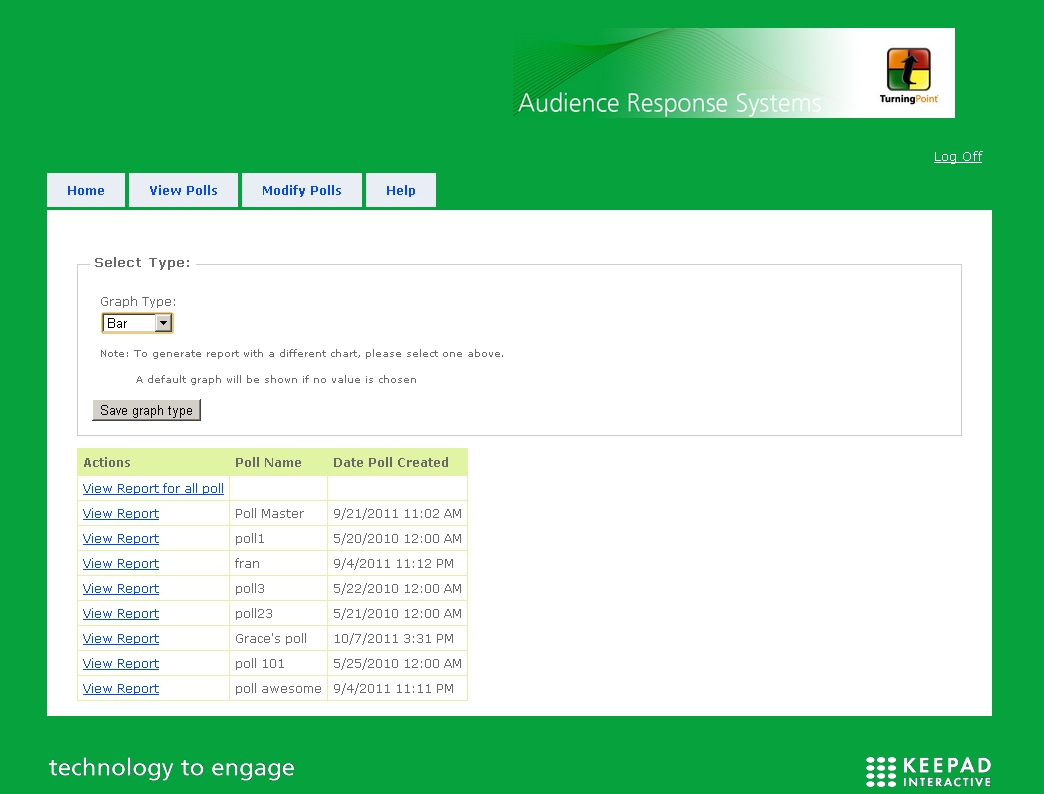 Audience Response Systems
TurningPoint
Log Off
Home View Polls Modify Polls Help
Select Type:
Graph Type:
Bar
Note: To generate report with a different chart, please select one above.
A default graph will be shown if no value is chosen
Save graph type
Actions Poll Name Date Poll Created
View Report for all poll
View Report Poll Master 9/21/2011 11:02 AM
View Report poll1 5/20/2010 12:00 AM
View Report fran 9/4/2011 11:12 PM
View Report poll3 5/22/2010 12:00 AM
View Report poll23 5/21/2010 12:00 AM
View Report Grace's poll 10/7/2011 3:31 PM
View Report poll 101 5/25/2010 12:00 AM
View Report poll awesome 9/4/2011 11:11 PM
technology to engage
KEEPAD
INTERACTIVE